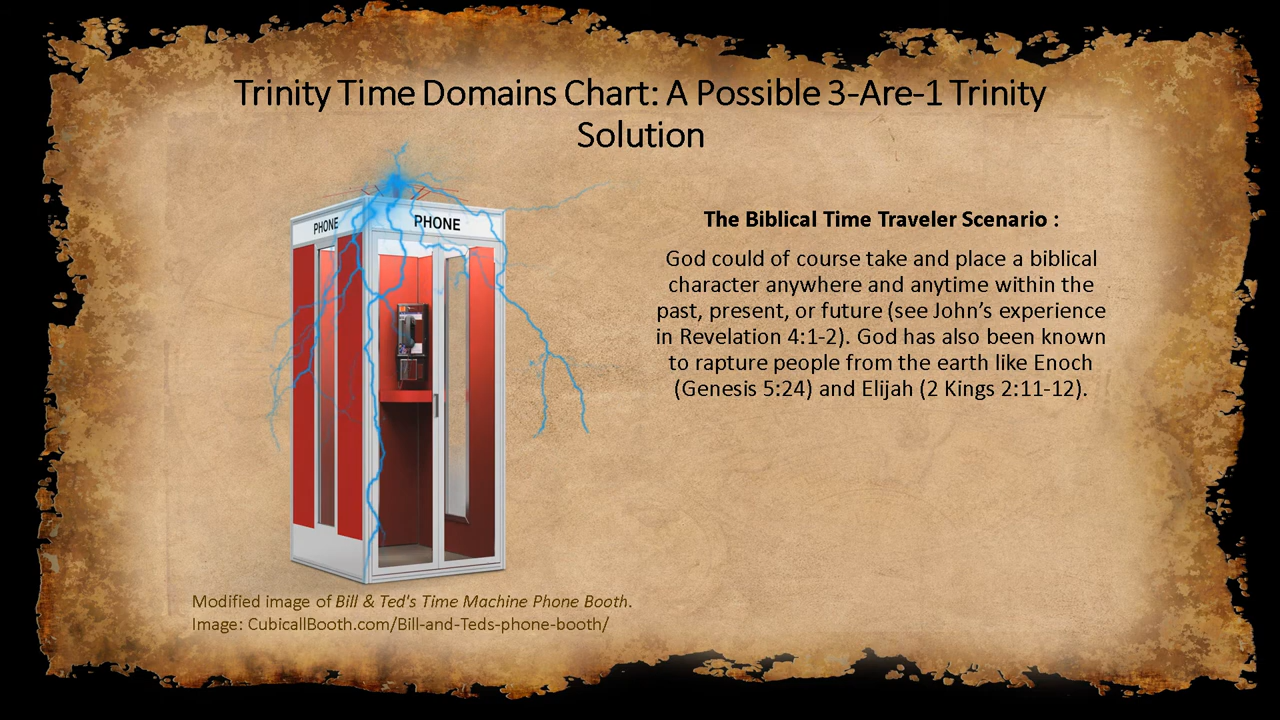 Trinity Time Domains Chart: A Possible 3-Are-1 Trinity
Solution
PHONE
PHONE
The Biblical Time Traveler Scenario :
God could of course take and place a biblical
character anywhere and anytime within the
past, present, or future (see John’s experience
in Revelation 4:1-2). God has also been known
to rapture people from the earth like Enoch
(Genesis 5:24) and Elijah (2 Kings 2:11-12).
Modified image of Bill & Ted's Time Machine Phone Booth.
Image: CubicallBooth.com/Bill-and-Teds-phone-booth/